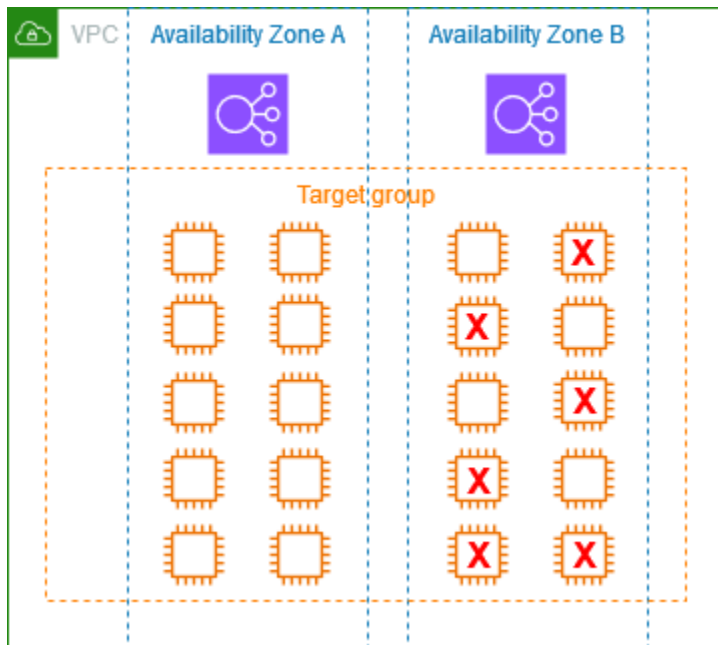 VPC
Availability Zone A
Availability Zone B
Target group
X
X
X
X
X
X